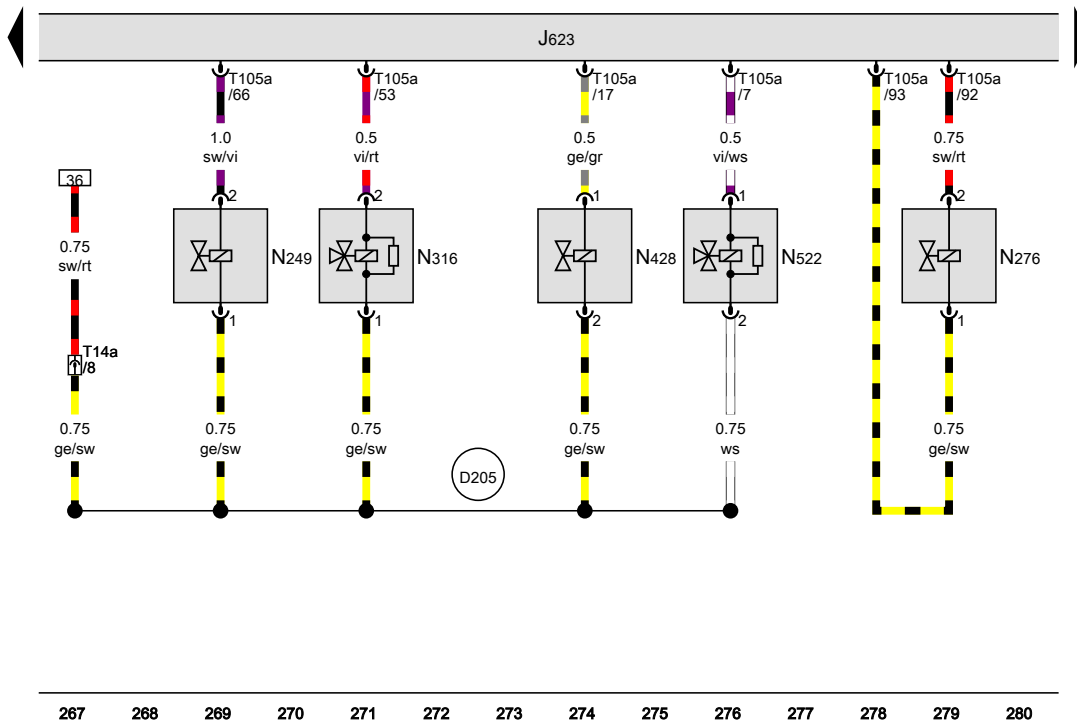 J623
T105a T105a T105a T105a T105a T105a
/66 /53 /17 /7 /93 /92
1.0 0.5 0.5 0.5 0.75
sw/vi vi/rt ge/gr vi/ws sw/rt
36 2 2 1 1 2
0.75
sw/rt
N249 N316 N428 N522 N276
1 1 2 2 1
T14a
/8
0.75 0.75 0.75 0.75 0.75 0.75
ge/sw ge/sw ge/sw ge/sw ws ge/sw
D205
267 268 269 270 271 272 273 274 275 276 277 278 279 280